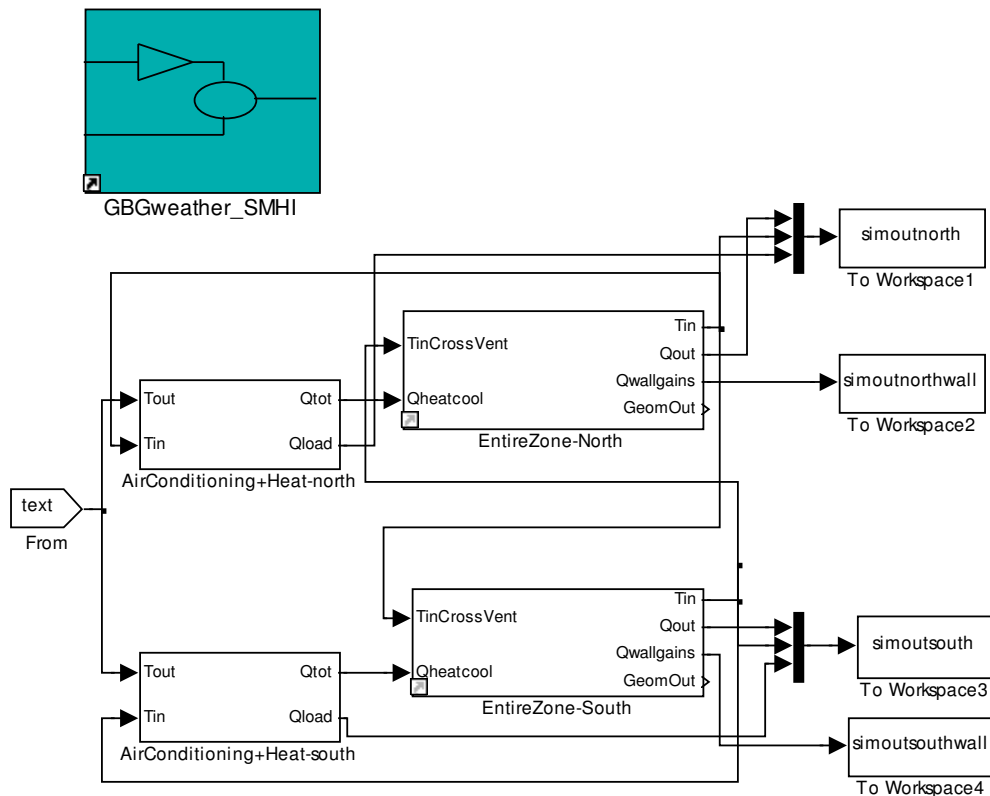 GBGweather_SMHI
simoutnorth
To Workspace1
Tin
TinCrossVent
Qout
Qwallgains
simoutnorthwall
Qheatcool
GeomOut
EntireZone-North
To Workspace2
Tout
Qtot
Tin
Qload
AirConditioning+Heat-north
text
From
Tin
TinCrossVent
Qout
Qwallgains
simoutsouth
Qheatcool
GeomOut
EntireZone-South
To Workspace3
Tout
Qtot
Tin
Qload
AirConditioning+Heat-south
simoutsouthwall
To Workspace4